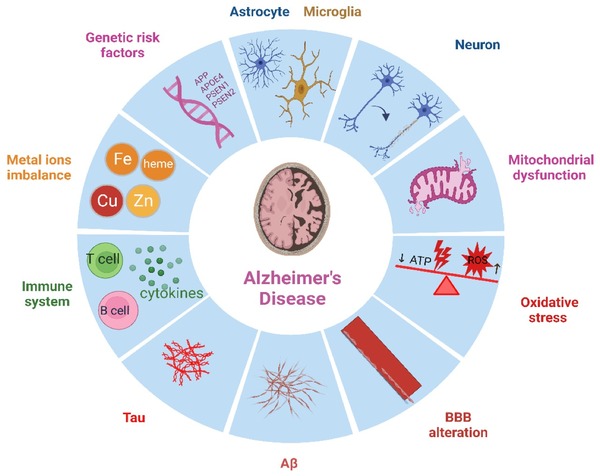 Astrocyte Microglia
Genetic risk
factors
Neuron
APP
APOE4
PSEN1
PSEN2
Metal ions
imbalance
Fe
heme
Cu
Zn
Mitochondrial
dysfunction
Immune
system
T cell
cytokines
B cell
Alzheimer's
Disease
↓ ATP
ROS ↑
Oxidative
stress
Tau
Aβ
BBB
alteration